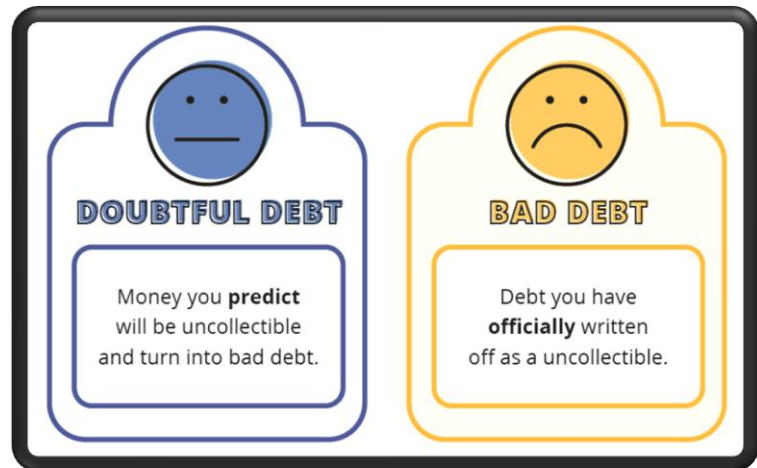 DOUBTFUL DEBT
Money you predict
will be uncollectible
and turn into bad debt.
BAD DEBT
Debt you have
officially written
off as a uncollectible.